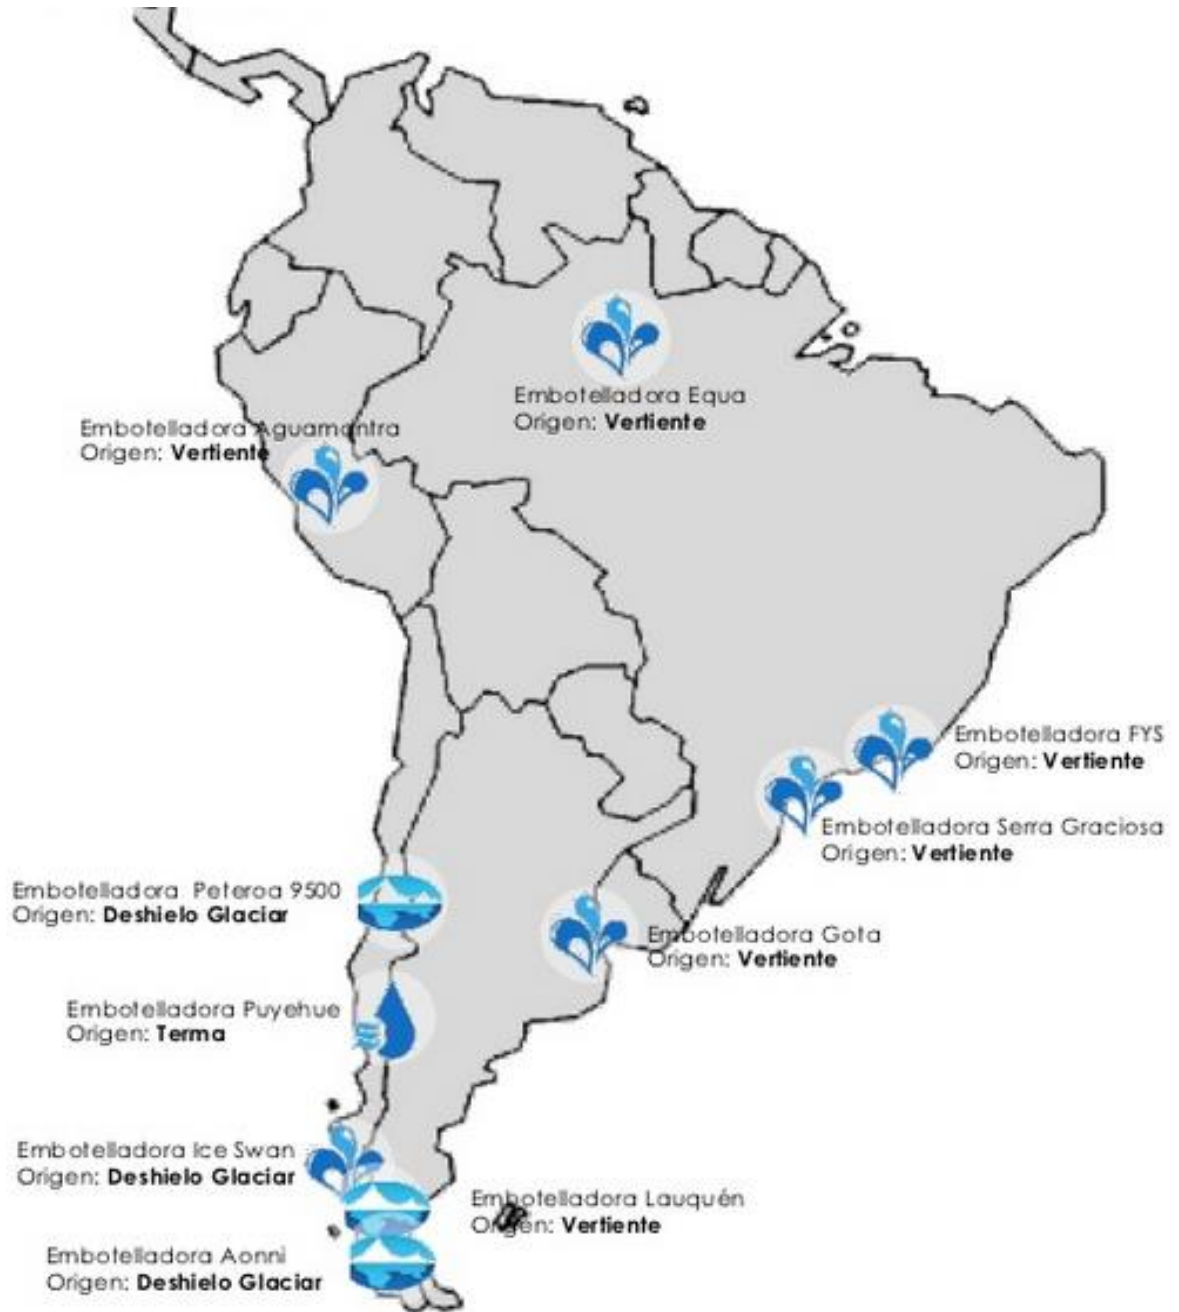 Embotelladora Equa
Origen: Vertiente
Embotelladora Aguamantra
Origen: Vertiente
Embotelladora FYS
Origen: Vertiente
Embotelladora Serra Graciosa
Origen: Vertiente
Embotelladora Peteroa 9500
Origen: Deshielo Glaciar
Embotelladora Gota
Origen: Vertiente
Embotelladora Puyehue
Origen: Terma
Embotelladora Ice Swan
Origen: Deshielo Glaciar
Embotelladora Lauquén
Origen: Vertiente
Embotelladora Aonni
Origen: Deshielo Glaciar